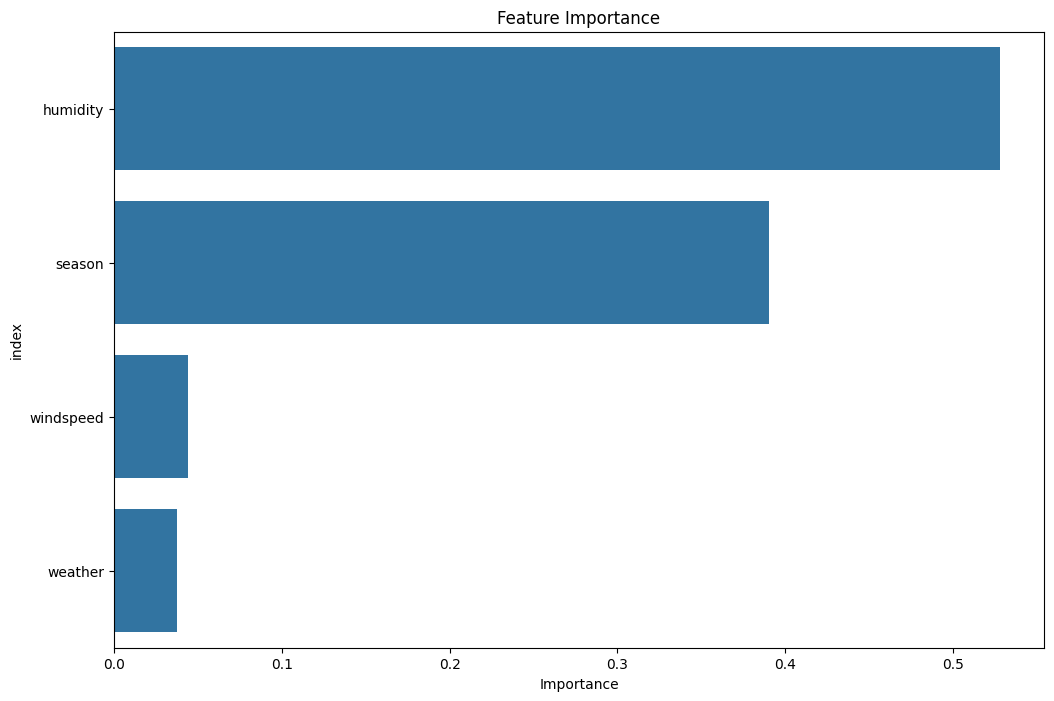 Feature Importance
humidity
season
windspeed
weather
index
0.0 0.1 0.2 0.3 0.4 0.5
Importance